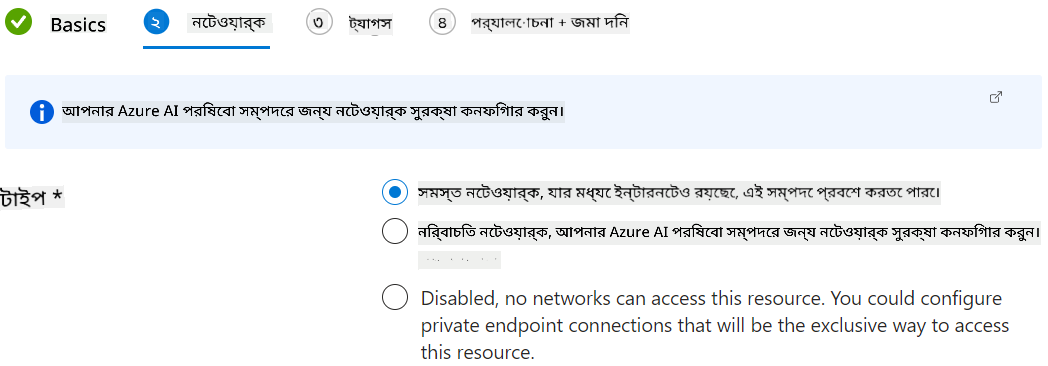 Basics
২ নেটওয়ার্ক
৩ ট্যাগস
৪ পর্যালোচনা + জমা দিন
আপনার Azure AI পরিষেবা সম্পদের জন্য নেটওয়ার্ক সুরক্ষা কনফিগার করুন।
টাইপ *
সমস্ত নেটওয়ার্ক, যার মধ্যে ইন্টারনেটও রয়েছে, এই সম্পদে প্রবেশ করতে পারে।
নির্বাচিত নেটওয়ার্ক, আপনার Azure AI পরিষেবা সম্পদের জন্য নেটওয়ার্ক সুরক্ষা কনফিগার করুন।
Disabled, no networks can access this resource. You could configure
private endpoint connections that will be the exclusive way to access
this resource.